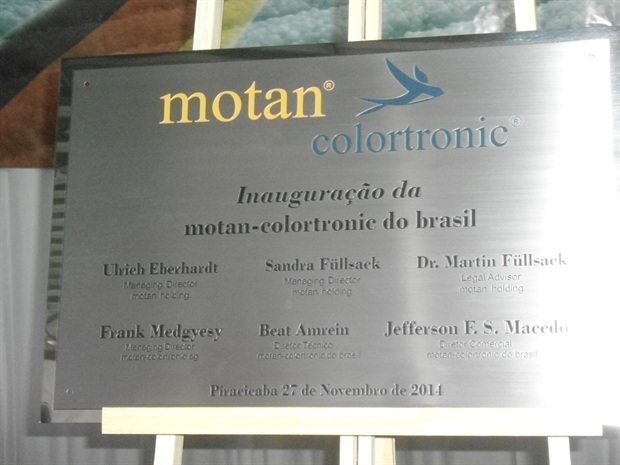 motan®
colortronic®
Inauguração da
motan-colortronic do brasil
Ulrich Eberhardt Sandra Füllsack Dr. Martin Füllsack
Managing Director Managing Director Legal Advisor
motan holding motan holding motan holding
Frank Medgyesy Beat Amrein Jefferson F. S. Macedo
Managing Director Diretor Técnico Diretor Comercial
motan-colortronic ag motan-colortronic do brasil motan-colortronic do brasil
Piracicaba 27 de Novembro de 2014